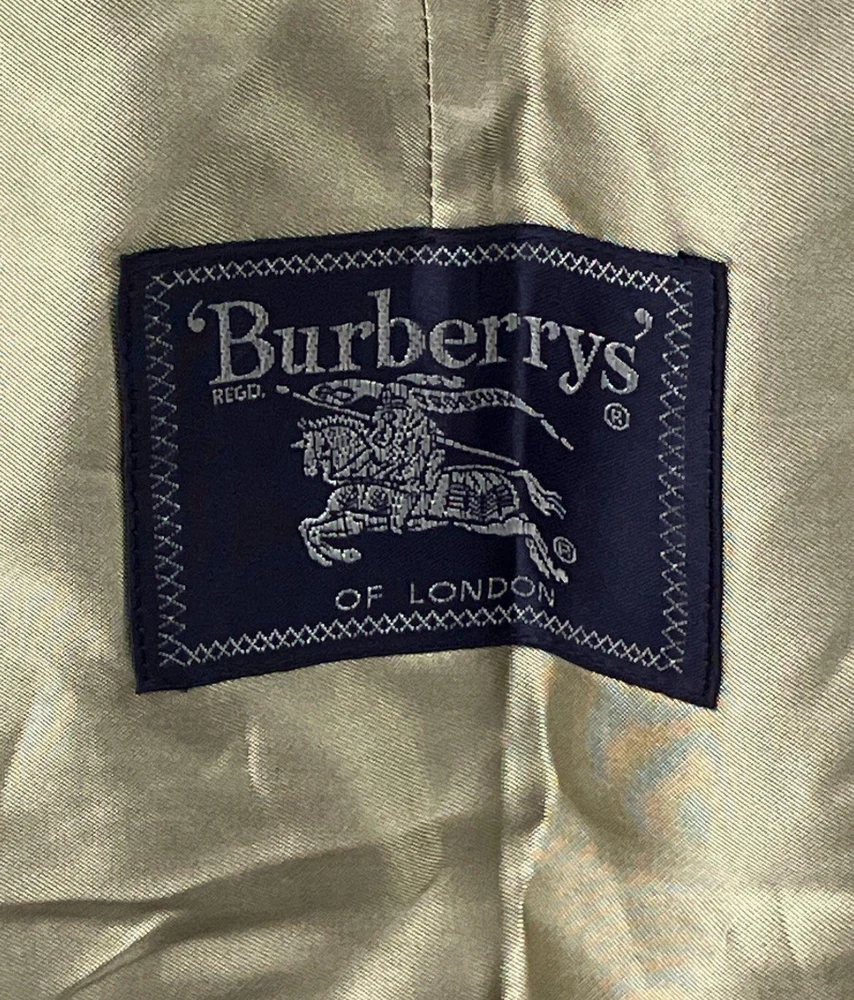 ‘Burberrys’
REGD. ®
®
OF LONDON